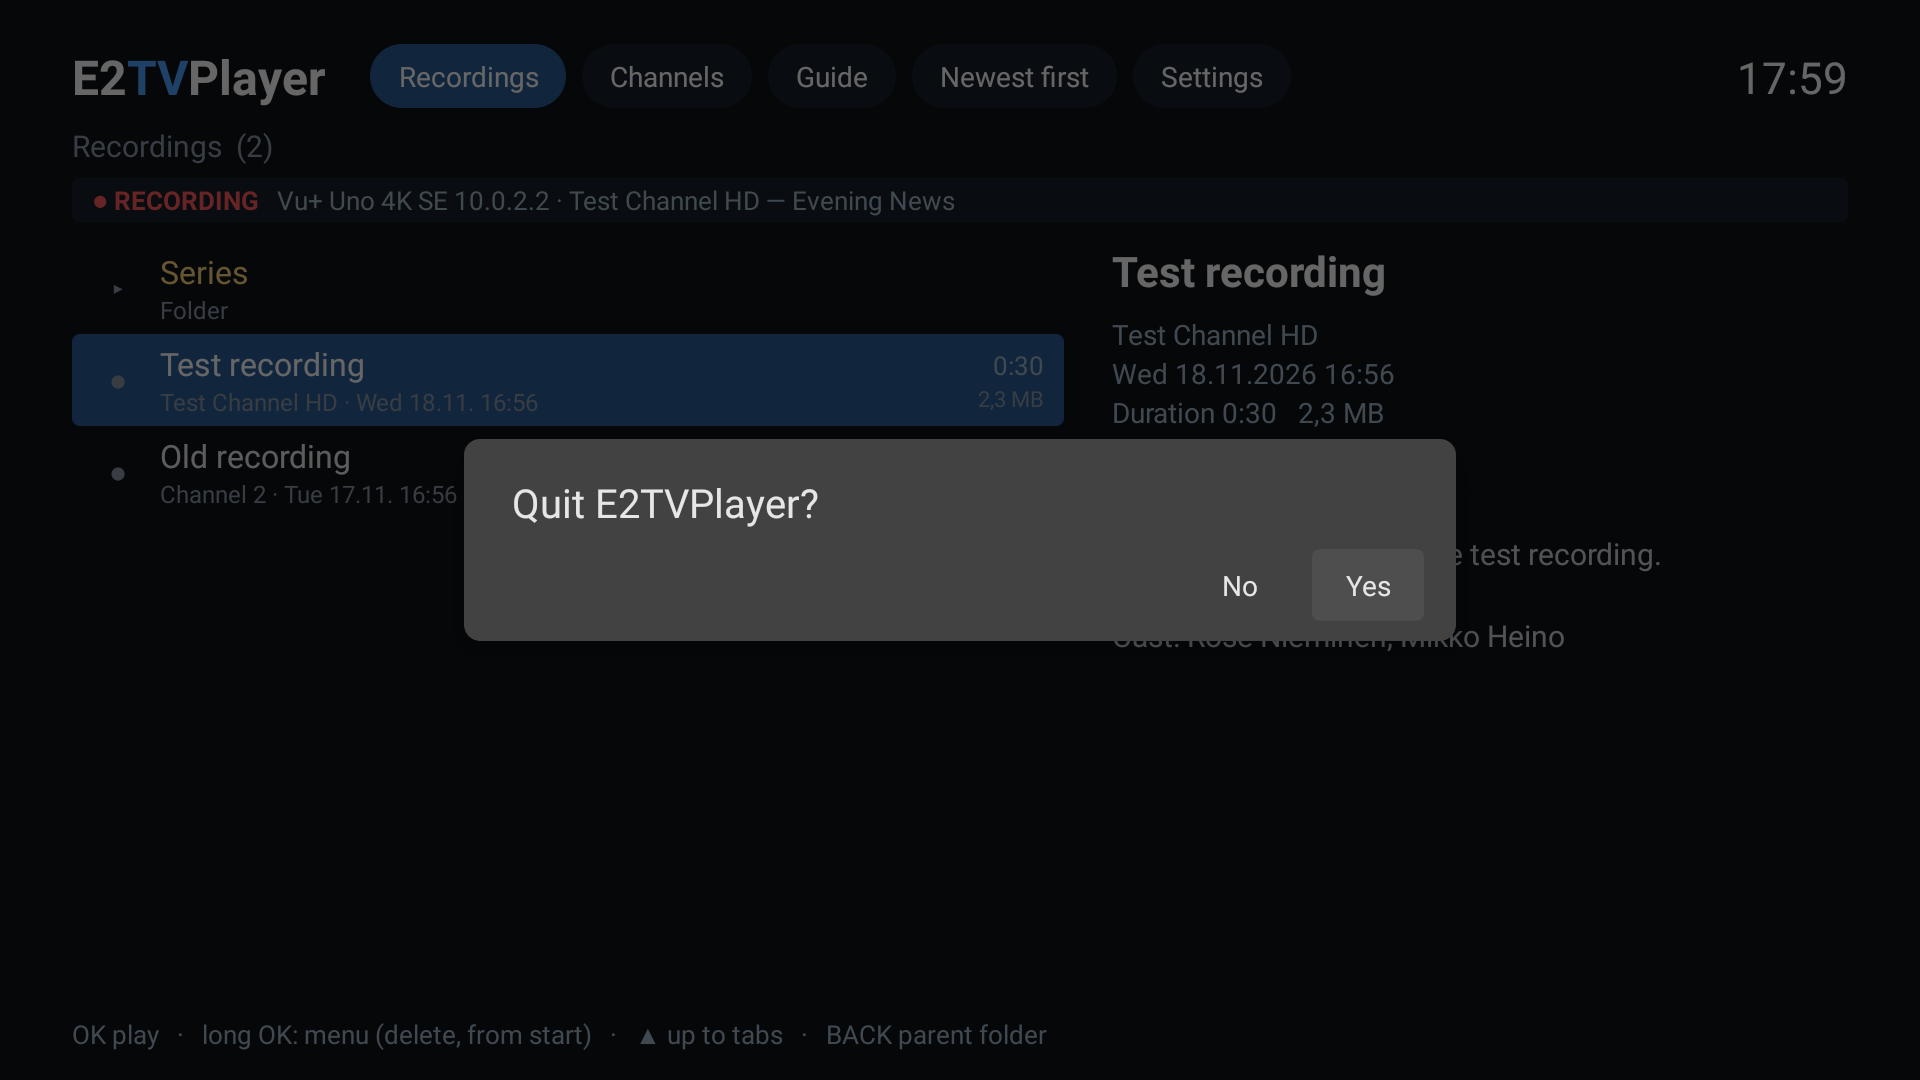 E2TVPlayer Recordings Channels Guide Newest first Settings 17:59
Recordings (2)
● RECORDING Vu+ Uno 4K SE 10.0.2.2 · Test Channel HD — Evening News
▸ Series
Folder
● Test recording 0:30
Test Channel HD · Wed 18.11. 16:56 2,3 MB
● Old recording
Channel 2 · Tue 17.11. 16:56
Test recording
Test Channel HD
Wed 18.11.2026 16:56
Duration 0:30 2,3 MB
test recording.
Heino
Quit E2TVPlayer?
No Yes
OK play · long OK: menu (delete, from start) · ▲ up to tabs · BACK parent folder